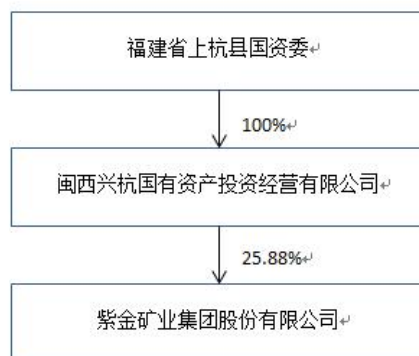 福建省上杭县国资委
100%
闽西兴杭国有资产投资经营有限公司
25.88%
紫金矿业集团股份有限公司